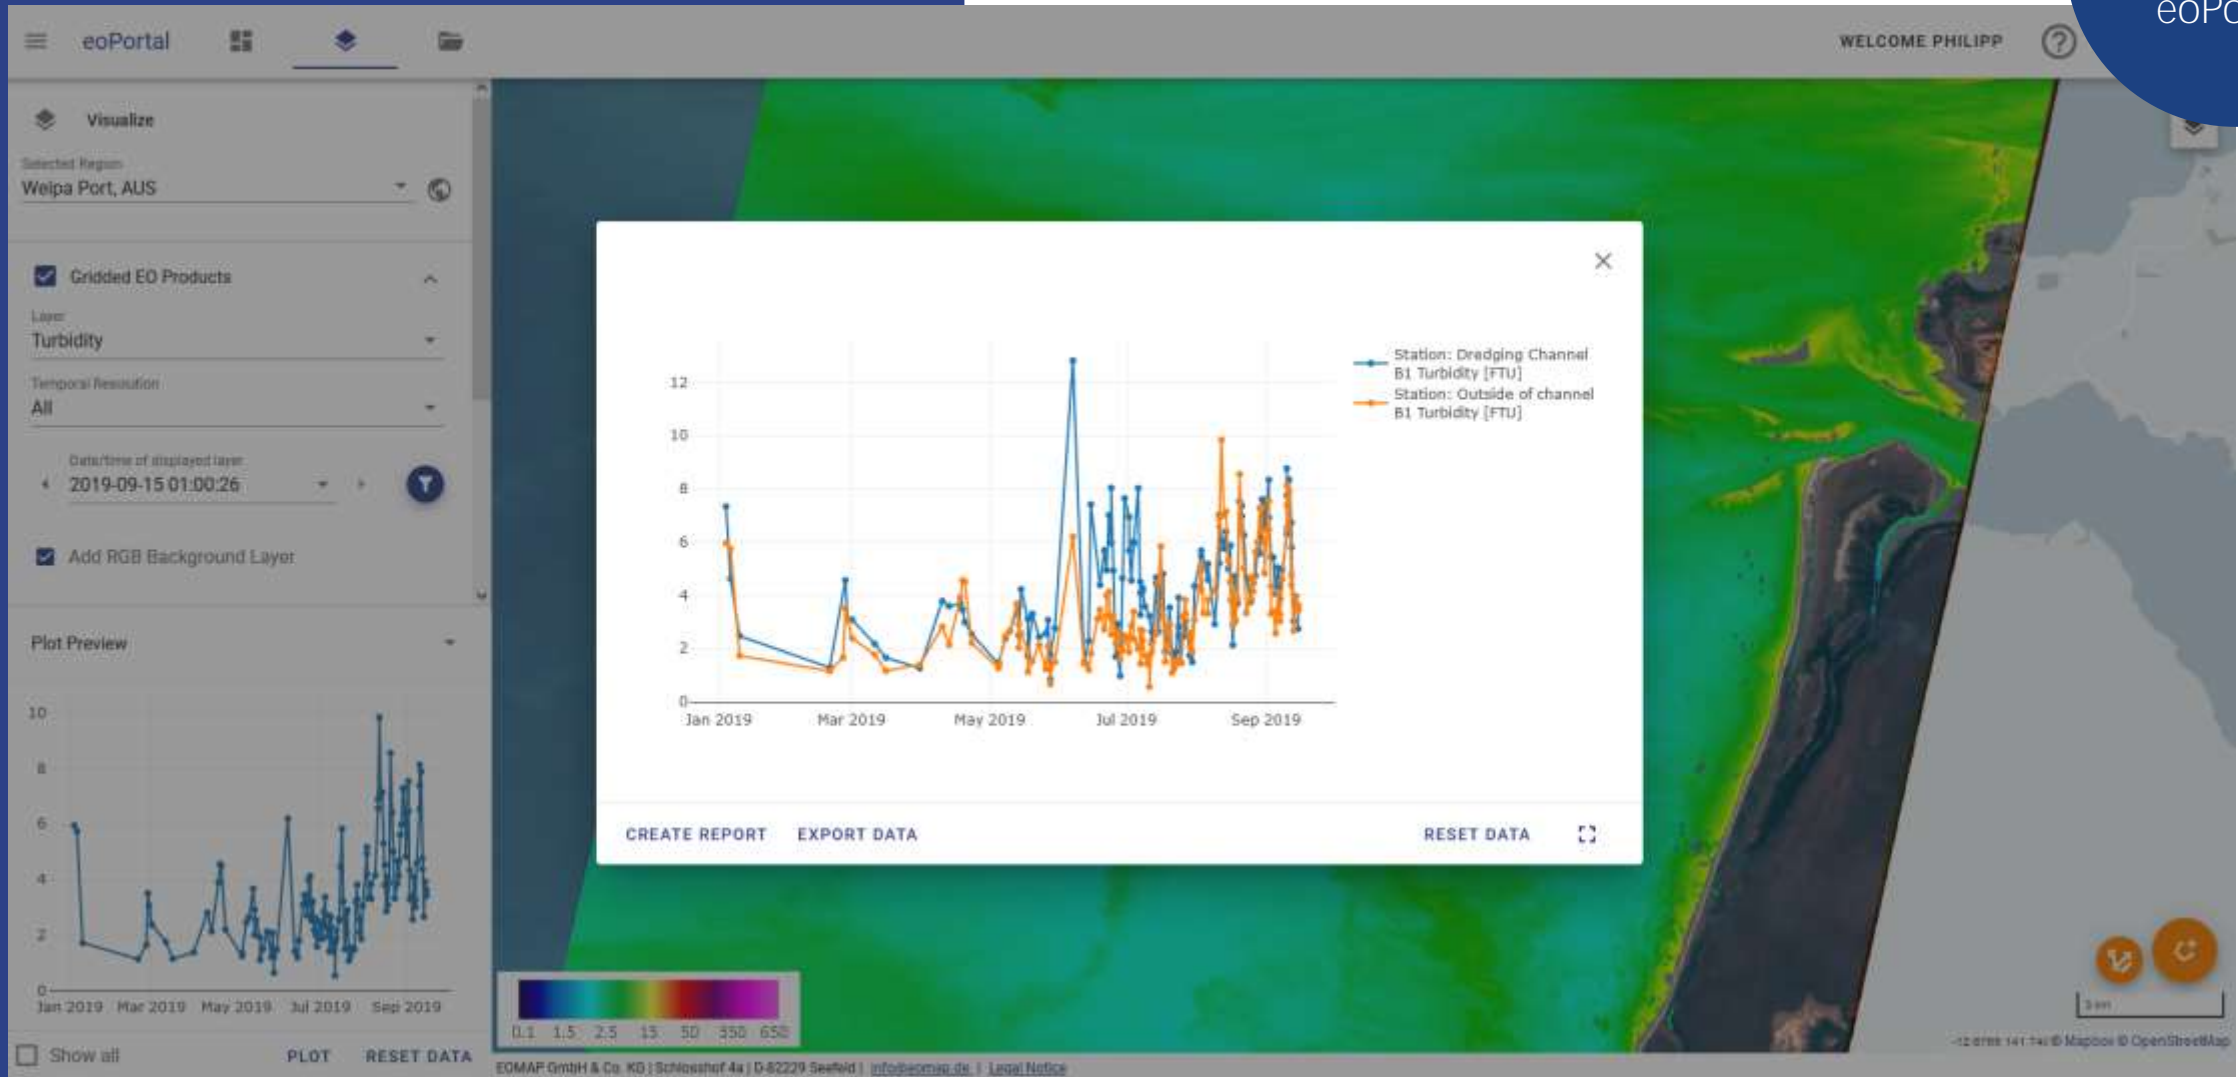 eoPo
eoPortal
WELCOME PHILIPP
Visualize
Selected Region
Weipa Port, AUS
Gridded EO Products
Layer
Turbidity
Temporal Resolution
All
Date/time of displayed layer
2019-09-15 01:00:26
Add RGB Background Layer
Plot Preview
10
8
6
4
2
0
Jan 2019 Mar 2019 May 2019 Jul 2019 Sep 2019
Show all
PLOT
RESET DATA
12
10
8
6
4
2
0
Jan 2019 Mar 2019 May 2019 Jul 2019 Sep 2019
Station: Dredging Channel
B1 Turbidity [FTU]
Station: Outside of channel
B1 Turbidity [FTU]
CREATE REPORT
EXPORT DATA
RESET DATA
0.1 1.5 2.5 15 50 350 650
3 km
© Mapbox © OpenStreetMap
EOMAP GmbH & Co. KG | Schlosshof 4a | D-82229 Seefeld | info@eomap.de | Legal Notice